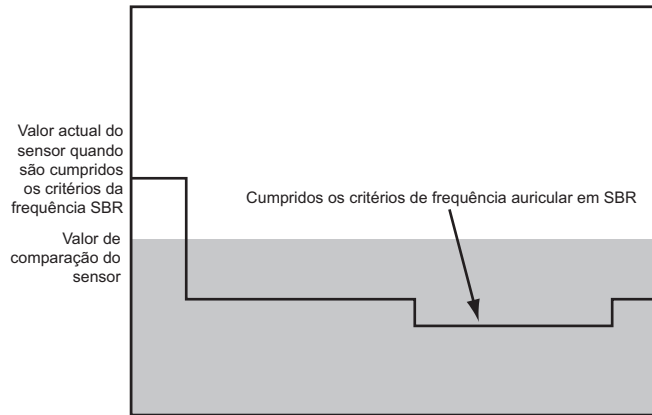 Valor actual do
sensor quando
são cumpridos
os critérios da
frequência SBR
Cumpridos os critérios de frequência auricular em SBR
Valor de
comparação do
sensor